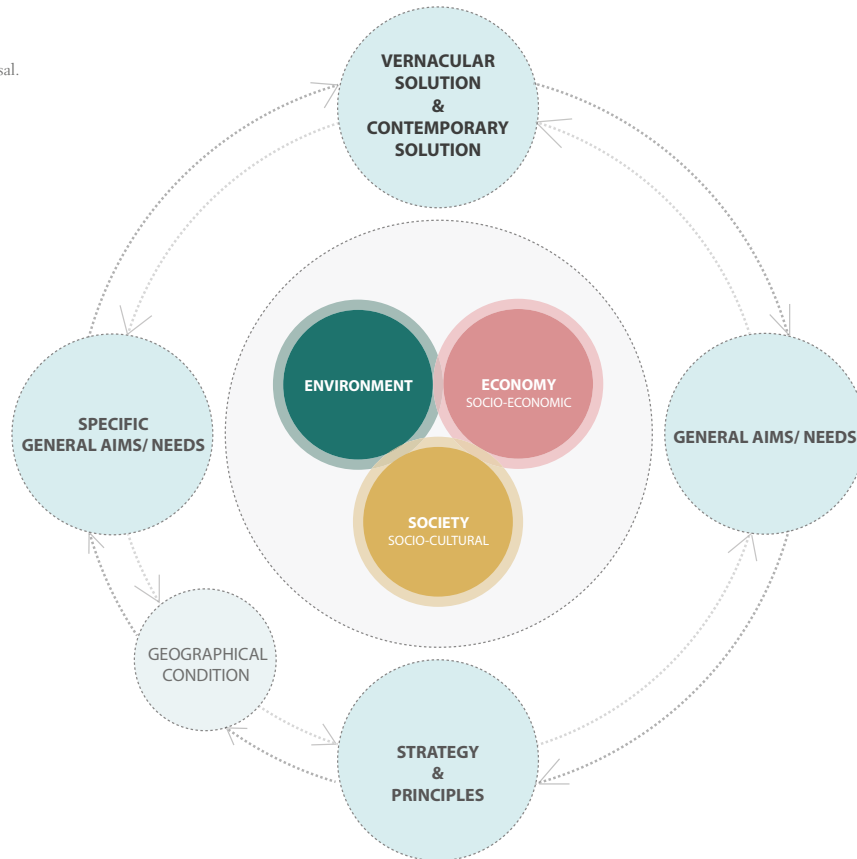 sal.
VERNACULAR
SOLUTION
&
CONTEMPORARY
SOLUTION
ENVIRONMENT
ECONOMY
SOCIO-ECONOMIC
SPECIFIC
GENERAL AIMS/ NEEDS
GENERAL AIMS/ NEEDS
SOCIETY
SOCIO-CULTURAL
GEOGRAPHICAL
CONDITION
STRATEGY
&
PRINCIPLES